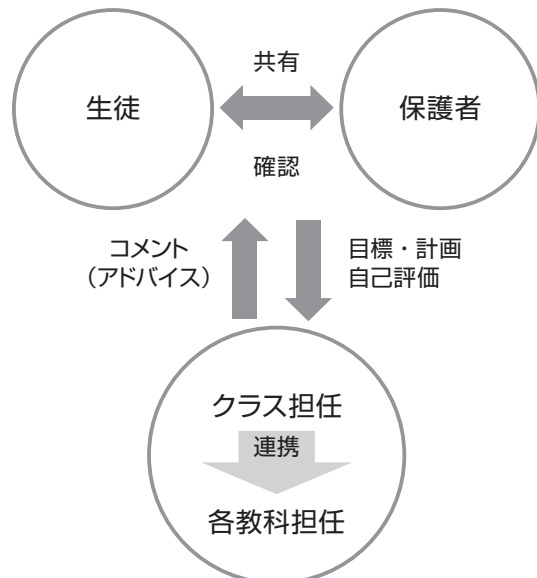 共有
生徒
保護者
確認
コメント
（アドバイス）
目標・計画
自己評価
クラス担任
連携
各教科担任